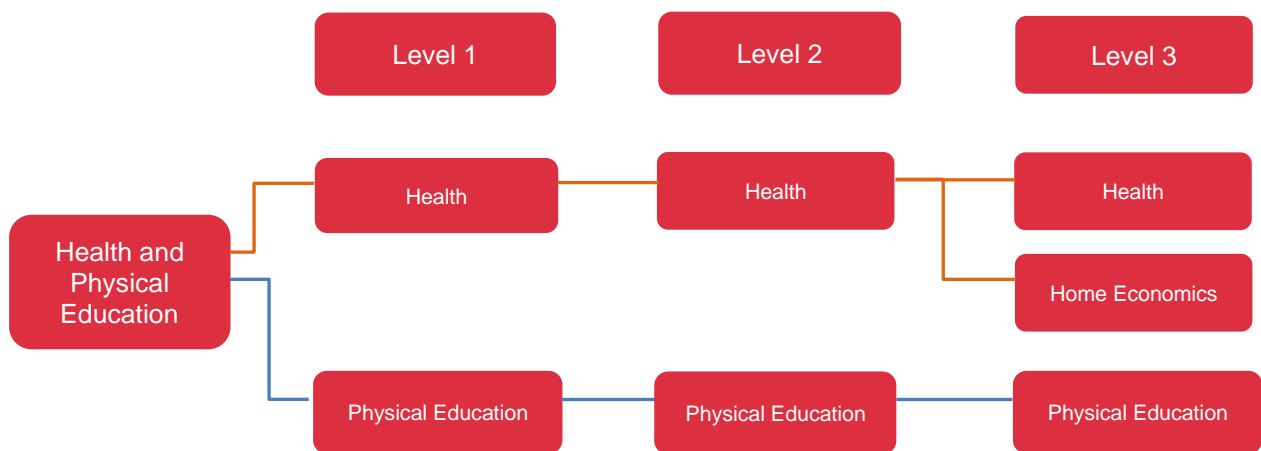 Level 1
Level 2
Level 3
Health
Health
Health
Health and
Physical
Education
Home Economics
Physical Education
Physical Education
Physical Education